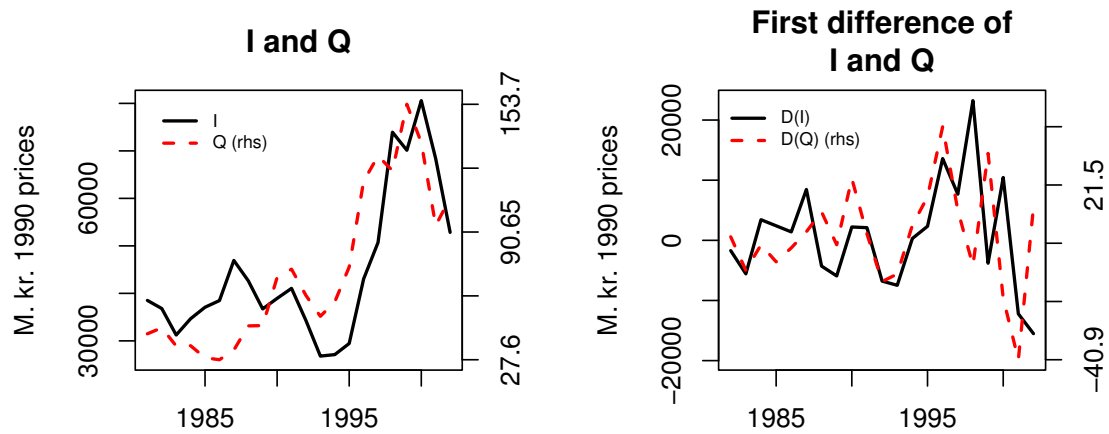 I and Q
M. kr. 1990 prices
30000
60000
I
Q (rhs)
27.6
90.65
153.7
1985
1995
First difference of
I and Q
M. kr. 1990 prices
−20000
0
20000
D(I)
D(Q) (rhs)
−40.9
21.5
1985
1995